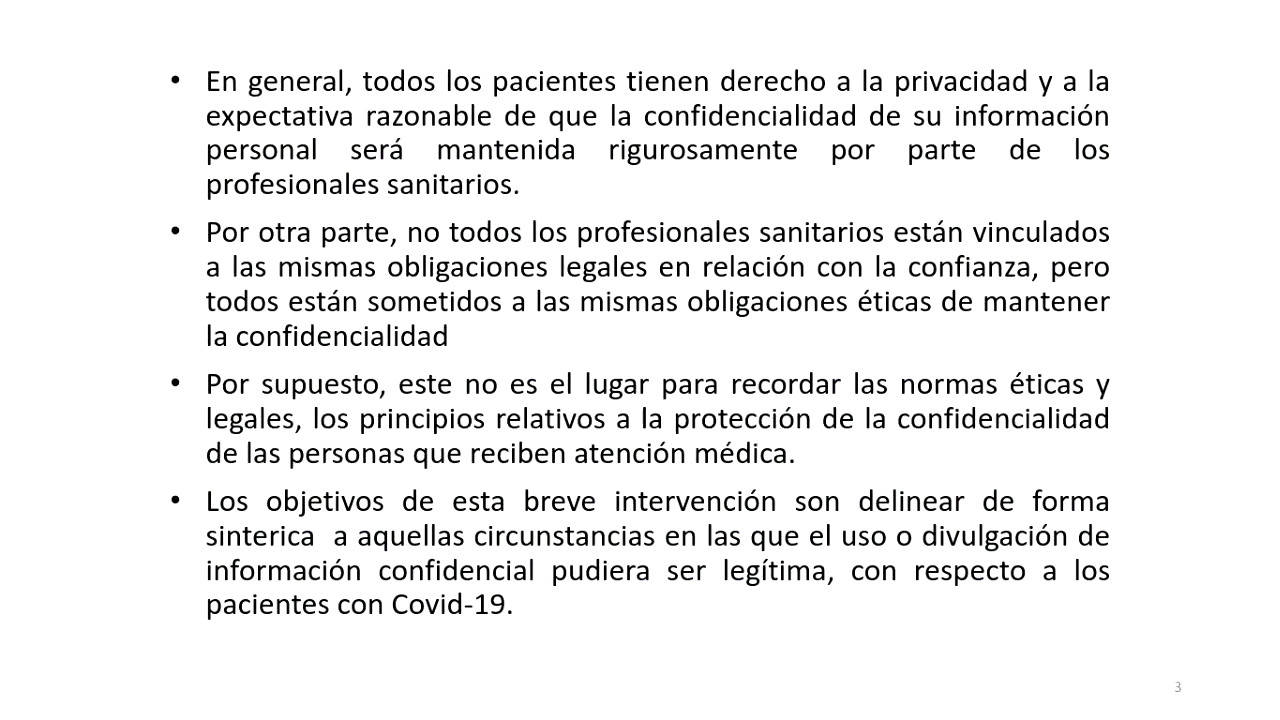 • En general, todos los pacientes tienen derecho a la privacidad y a la
expectativa razonable de que la confidencialidad de su información
personal será mantenida rigurosamente por parte de los
profesionales sanitarios.
• Por otra parte, no todos los profesionales sanitarios están vinculados
a las mismas obligaciones legales en relación con la confianza, pero
todos están sometidos a las mismas obligaciones éticas de mantener
la confidencialidad
• Por supuesto, este no es el lugar para recordar las normas éticas y
legales, los principios relativos a la protección de la confidencialidad
de las personas que reciben atención médica.
• Los objetivos de esta breve intervención son delinear de forma
sinterica  a aquellas circunstancias en las que el uso o divulgación de
información confidencial pudiera ser legítima, con respecto a los
pacientes con Covid-19.
3